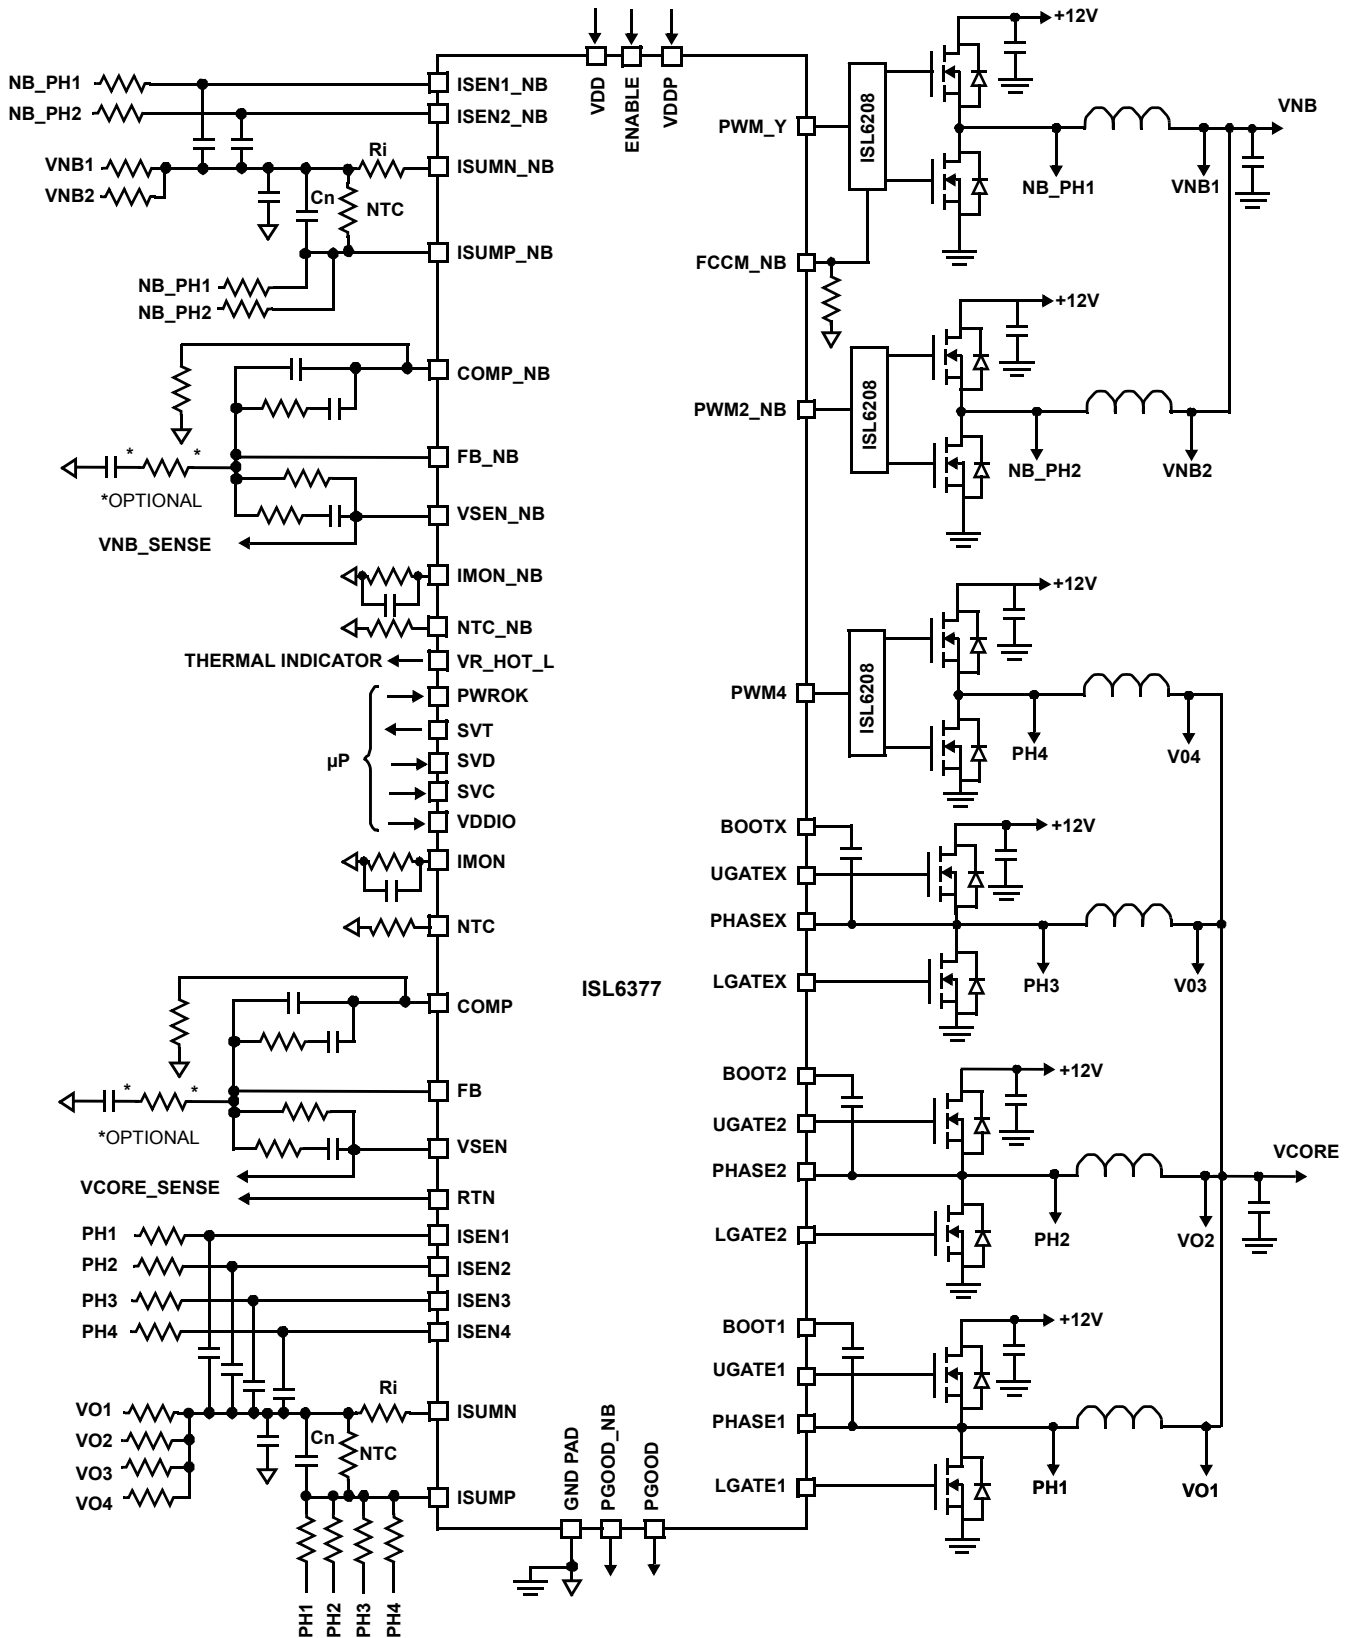 +12V
VDD
ENABLE
VDDP
NB_PH1
NB_PH2
ISEN1_NB
ISEN2_NB
PWM_Y
ISL6208
VNB
VNB1
VNB2
Ri
ISUMN_NB
Cn
NTC
NB_PH1
VNB1
ISUMP_NB
FCCM_NB
NB_PH1
NB_PH2
+12V
COMP_NB
PWM2_NB
ISL6208
* *
FB_NB
NB_PH2
VNB2
*OPTIONAL
VSEN_NB
VNB_SENSE
IMON_NB
+12V
NTC_NB
THERMAL INDICATOR
VR_HOT_L
ISL6208
PWROK
PWM4
SVT
µP
SVD
PH4
V04
SVC
VDDIO
BOOTX
+12V
IMON
UGATEX
NTC
PHASEX
ISL6377
LGATEX
PH3
V03
COMP
BOOT2
+12V
* *
FB
UGATE2
*OPTIONAL
VSEN
VCORE
PHASE2
VCORE_SENSE
RTN
PH1
ISEN1
LGATE2
PH2
VO2
PH2
ISEN2
PH3
ISEN3
PH4
ISEN4
BOOT1
+12V
UGATE1
Ri
VO1
ISUMN
PHASE1
VO2
Cn
NTC
VO3
VO4
ISUMP
LGATE1
PH1
VO1
GND PAD
PGOOD_NB
PGOOD
PH1
PH2
PH3
PH4